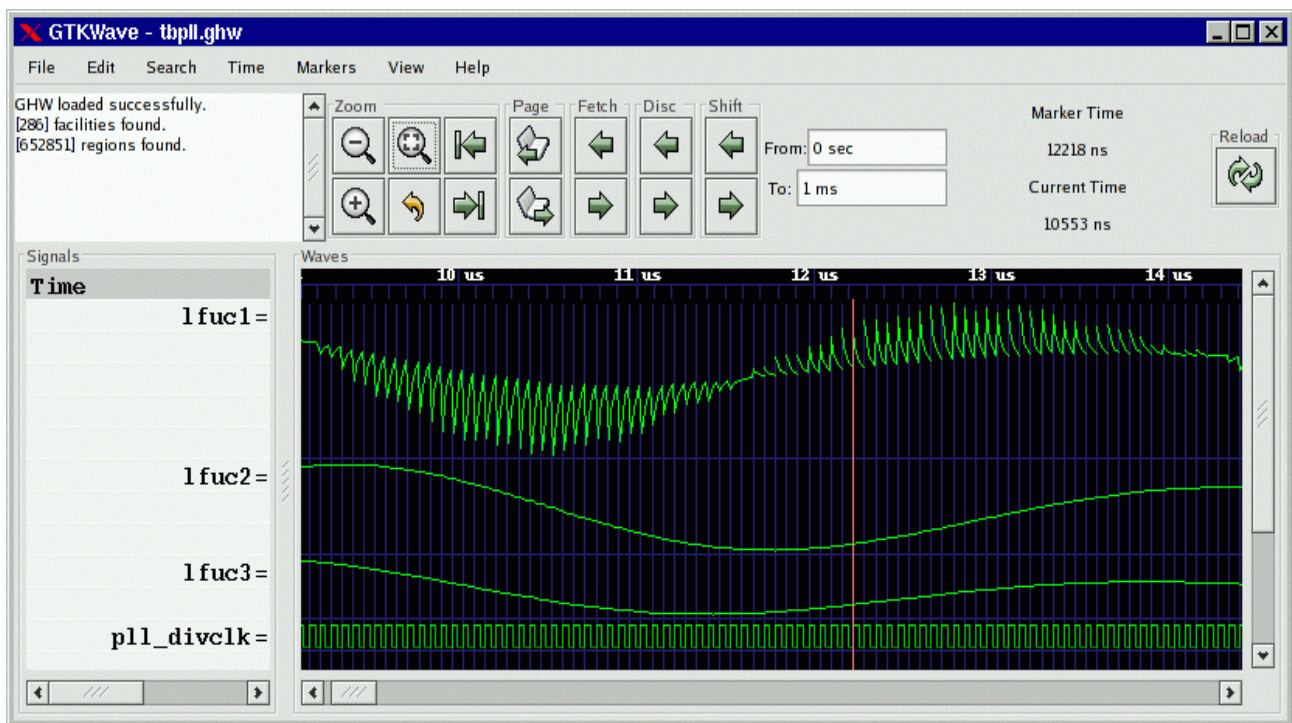 GTKWave - tbpll.ghw
File Edit Search Time Markers View Help
GHW loaded successfully.
[286] facilities found.
[652851] regions found.
Zoom Page Fetch Disc Shift
From: 0 sec
To: 1 ms
Marker Time
12218 ns
Current Time
10553 ns
Reload
Signals
Waves
Time
10 us 11 us 12 us 13 us 14 us
lfuc1=
lfuc2=
lfuc3=
pll_divclk=